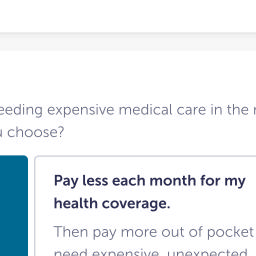 eeding expensive medical care in the
u choose?
Pay less each month for my
health coverage.
Then pay more out of pocket
need expensive, unexpected